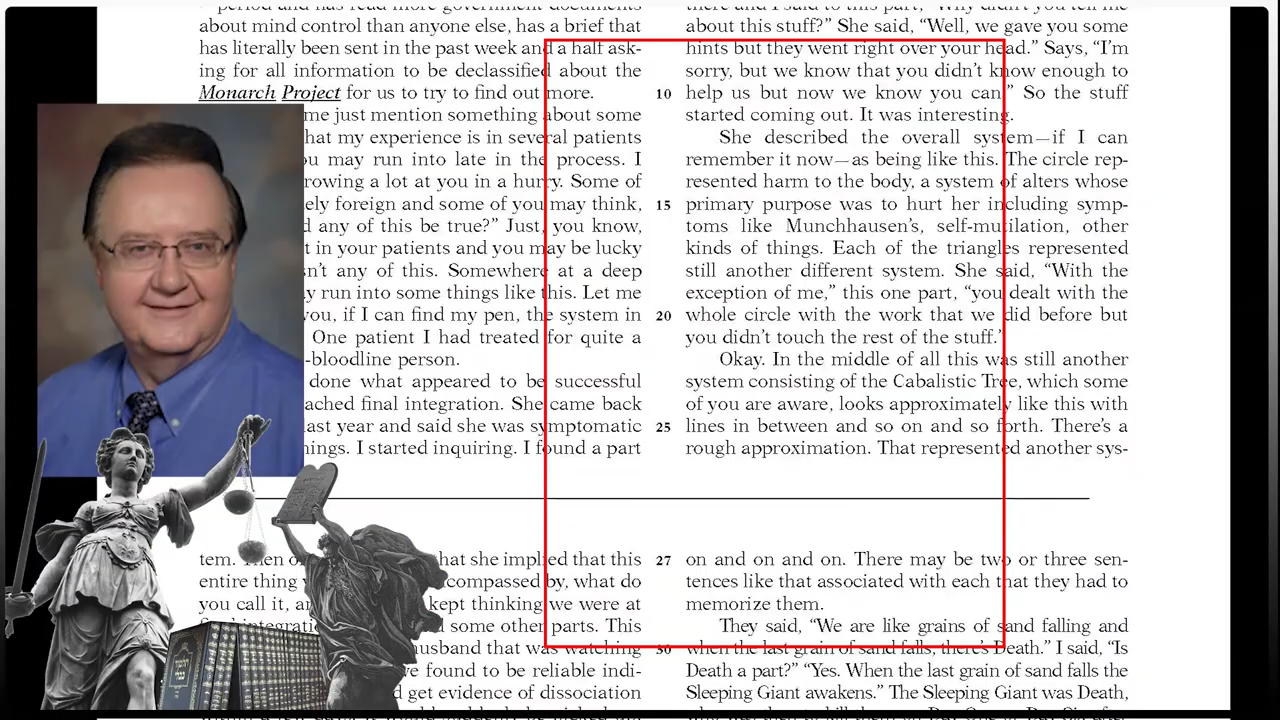 period and has read more government documents
about mind control than anyone else, has a brief that
has literally been sent in the past week and a half ask-
ing for all information to be declassified about the
Monarch Project for us to try to find out more.
me just mention something about some
hat my experience is in several patients
ou may run into late in the process. I
rowing a lot at you in a hurry. Some of
ely foreign and some of you may think,
d any of this be true?” Just, you know,
t in your patients and you may be lucky
sn’t any of this. Somewhere at a deep
y run into some things like this. Let me
you, if I can find my pen, the system in
One patient I had treated for quite a
-bloodline person.
done what appeared to be successful
ached final integration. She came back
last year and said she was symptomatic
nings. I started inquiring. I found a part
there and I said to this part, “Why didn’t you tell me
about this stuff?” She said, “Well, we gave you some
hints but they went right over your head.” Says, “I’m
sorry, but we know that you didn’t know enough to
10 help us but now we know you can.” So the stuff
started coming out. It was interesting.
She described the overall system—if I can
remember it now—as being like this. The circle rep-
resented harm to the body, a system of alters whose
15 primary purpose was to hurt her including symp-
toms like Munchhausen’s, self-mutilation, other
kinds of things. Each of the triangles represented
still another different system. She said, “With the
exception of me,” this one part, “you dealt with the
20 whole circle with the work that we did before but
you didn’t touch the rest of the stuff.”
Okay. In the middle of all this was still another
system consisting of the Cabalistic Tree, which some
of you are aware, looks approximately like this with
25 lines in between and so on and so forth. There’s a
rough approximation. That represented another sys-
tem. Then hat she implied that this
entire thing compassed by, what do
you call it, kept thinking we were at
some other parts. This
husband that was watching
ve found to be reliable indi-
d get evidence of dissociation
27 on and on and on. There may be two or three sen-
tences like that associated with each that they had to
memorize them.
They said, “We are like grains of sand falling and
30 when the last grain of sand falls, there’s Death.” I said, “Is
Death a part?” “Yes. When the last grain of sand falls the
Sleeping Giant awakens.” The Sleeping Giant was Death,